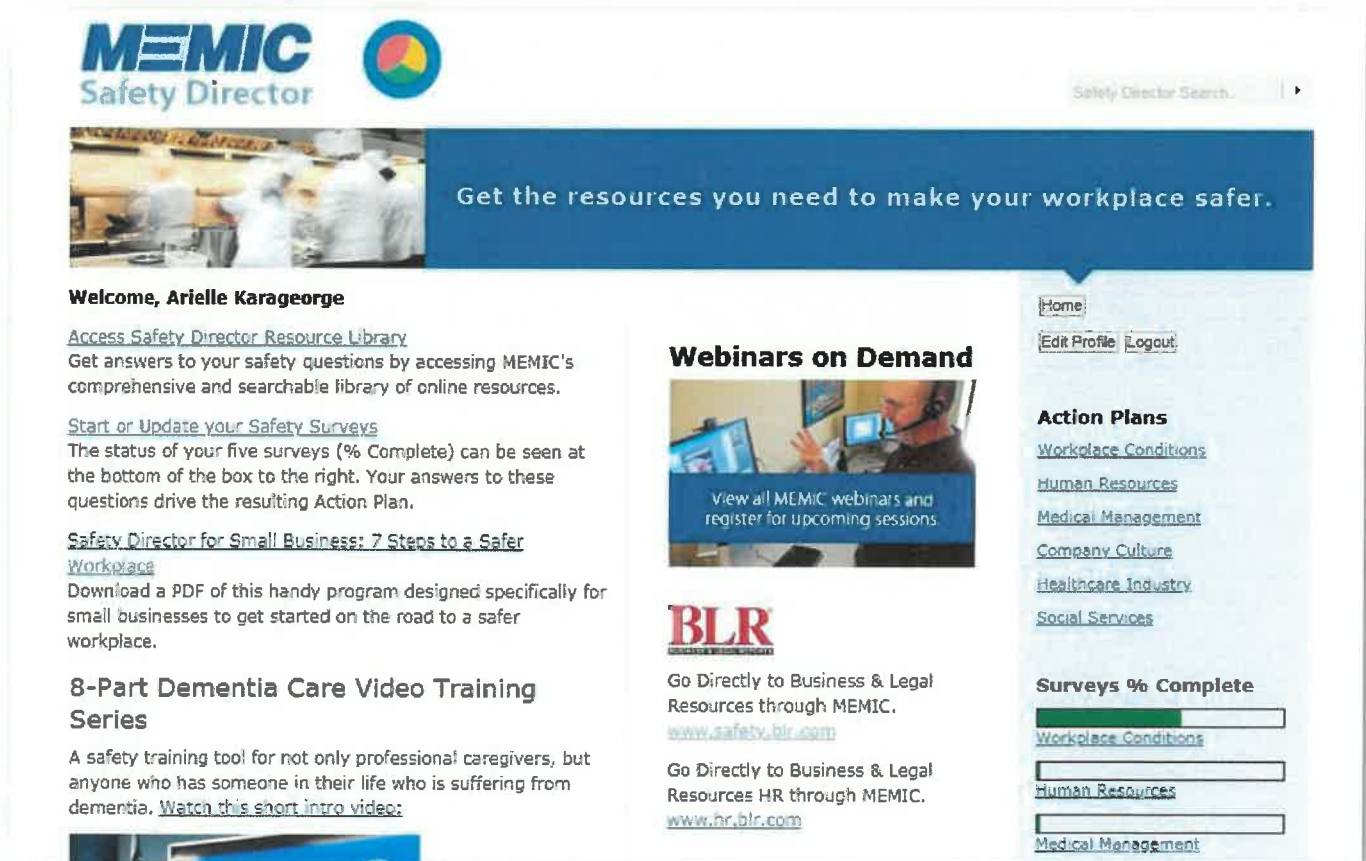 MEMIC
Safety Director
Safety Director Search..
Get the resources you need to make your workplace safer.
Welcome, Arielle Karageorge
Access Safety Director Resource Library
Get answers to your safety questions by accessing MEMIC's
comprehensive and searchable library of online resources.
Start or Update your Safety Surveys
The status of your five surveys (% Complete) can be seen at
the bottom of the box to the right. Your answers to these
questions drive the resulting Action Plan.
Safety Director for Small Business: 7 Steps to a Safer
Workplace
Download a PDF of this handy program designed specifically for
small businesses to get started on the road to a safer
workplace.
8-Part Dementia Care Video Training
Series
A safety training tool for not only professional caregivers, but
anyone who has someone in their life who is suffering from
dementia. Watch this short intro video:
Webinars on Demand
View all MEMIC webinars and
register for upcoming sessions
BLR
BUSINESS & LEGAL
Go Directly to Business & Legal
Resources through MEMIC.
www.safety.blr.com
Go Directly to Business & Legal
Resources HR through MEMIC.
www.hr.blr.com
Home
Edit Profile Logout
Action Plans
Workplace Conditions
Human Resources
Medical Management
Company Culture
Healthcare Industry
Social Services
Surveys % Complete
Workplace Conditions
Human Resources
Medical Management